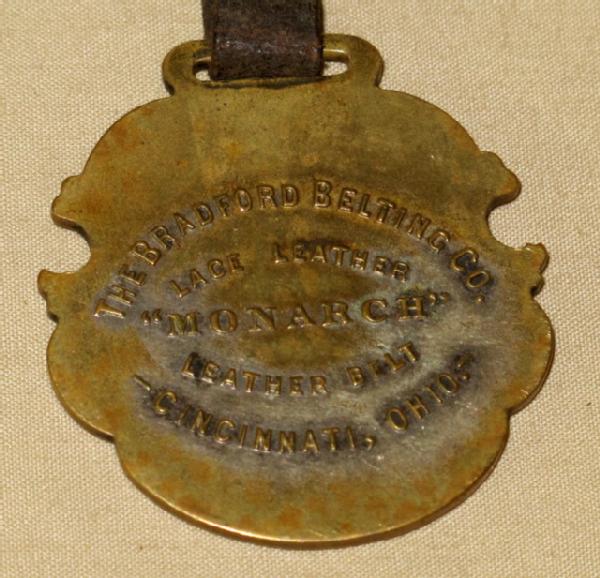 THE BRADFORD BELTING CO.
LACE LEATHER
"MONARCH"
LEATHER BELT
-CINCINNATI, OHIO.-